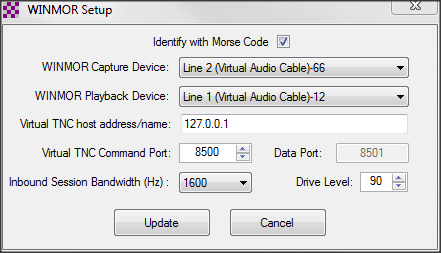 WINMOR Setup
Identify with Morse Code
WINMOR Capture Device: Line 2 (Virtual Audio Cable)-66
WINMOR Playback Device: Line 1 (Virtual Audio Cable)-12
Virtual TNC host address/name: 127.0.0.1
Virtual TNC Command Port: 8500 Data Port: 8501
Inbound Session Bandwidth (Hz) : 1600 Drive Level: 90
Update Cancel